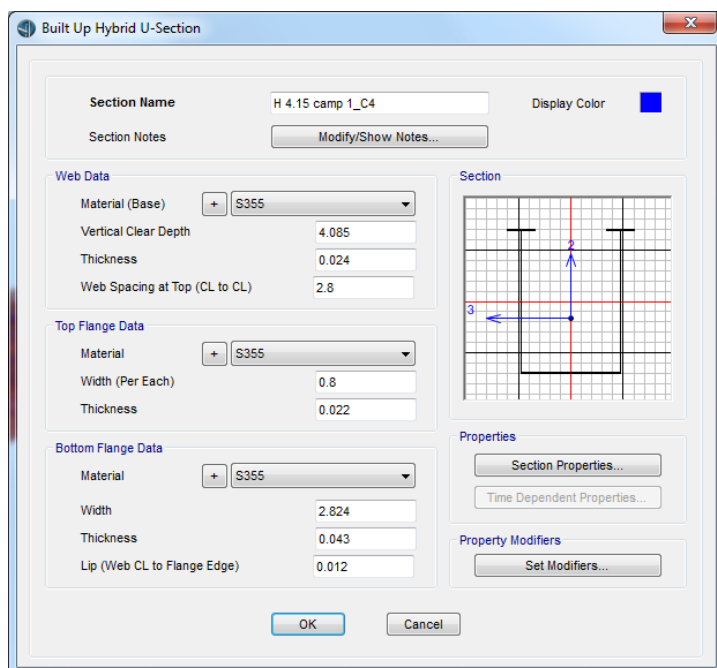 Built Up Hybrid U-Section
x
Section Name H 4.15 camp 1_C4 Display Color
Section Notes Modify/Show Notes...
Web Data
Material (Base) + S355
Vertical Clear Depth 4.085
Thickness 0.024
Web Spacing at Top (CL to CL) 2.8
Section
2
3
Top Flange Data
Material + S355
Width (Per Each) 0.8
Thickness 0.022
Bottom Flange Data
Material + S355
Width 2.824
Thickness 0.043
Lip (Web CL to Flange Edge) 0.012
Properties
Section Properties...
Time Dependent Properties...
Property Modifiers
Set Modifiers...
OK Cancel